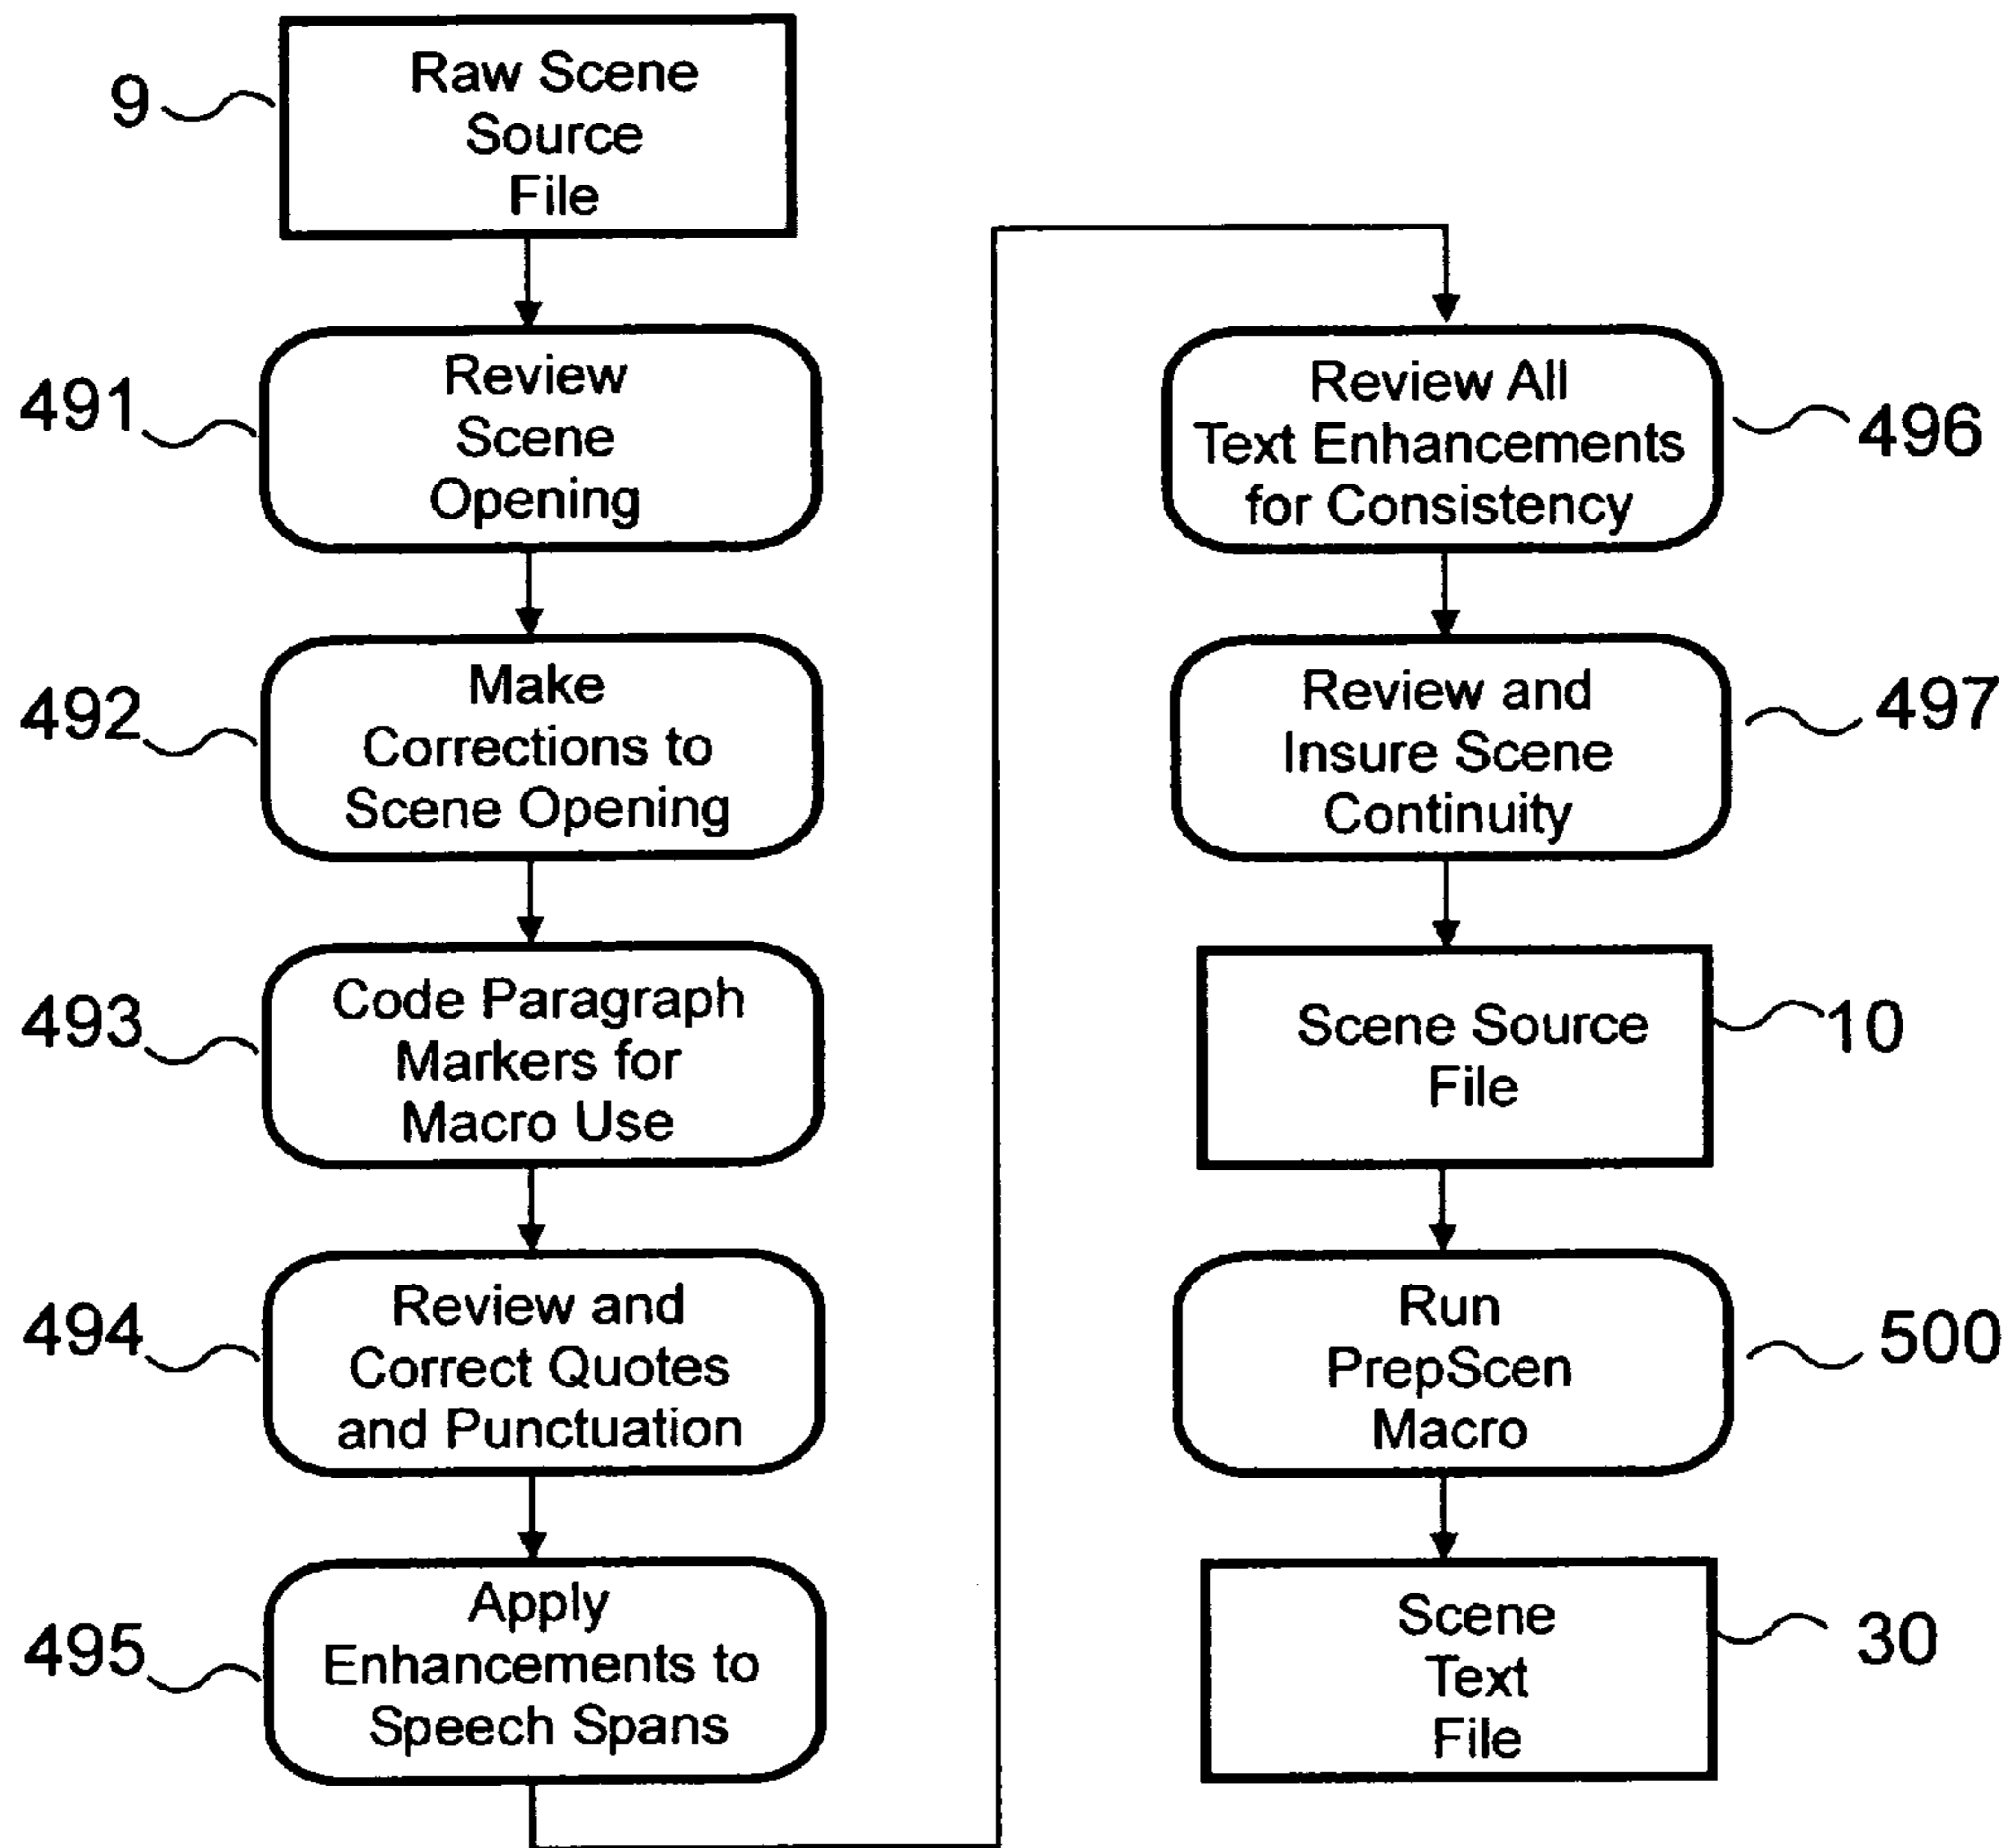 9
Raw Scene
Source
File
491
Review
Scene
Opening
492
Make
Corrections to
Scene Opening
493
Code Paragraph
Markers for
Macro Use
494
Review and
Correct Quotes
and Punctuation
495
Apply
Enhancements to
Speech Spans
Review All
Text Enhancements
for Consistency
496
Review and
Insure Scene
Continuity
497
Scene Source
File
10
Run
PrepScen
Macro
500
Scene
Text
File
30